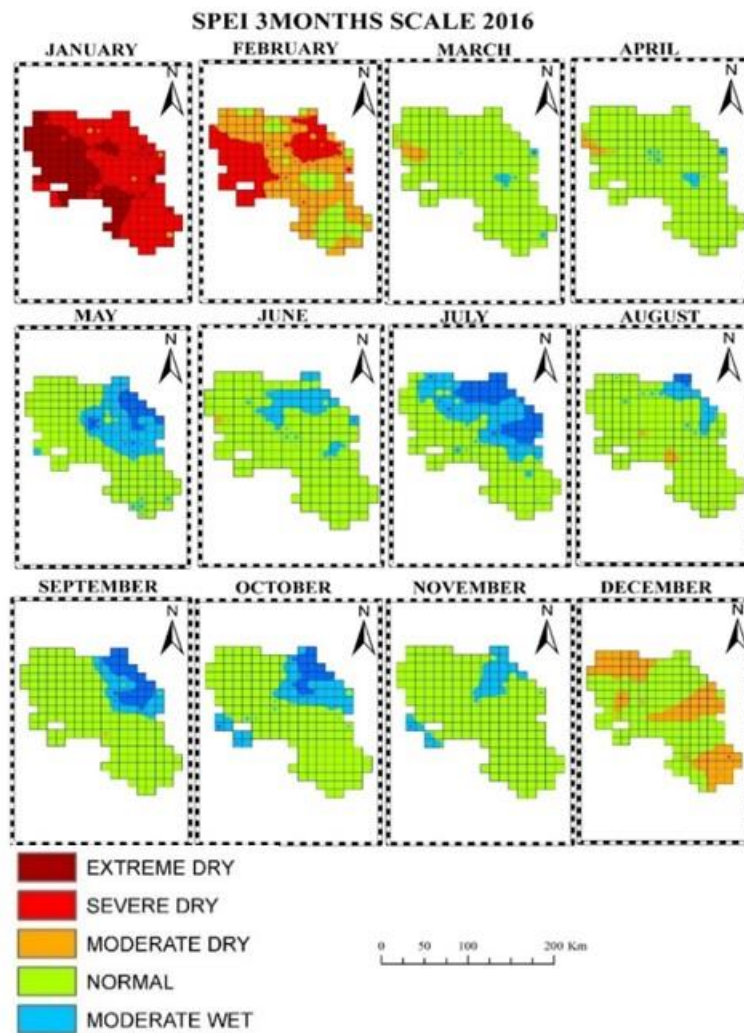 SPEI 3MONTHS SCALE 2016
JANUARY FEBRUARY MARCH APRIL
N N N N
MAY JUNE JULY AUGUST
N N N N
SEPTEMBER OCTOBER NOVEMBER DECEMBER
N N N N
EXTREME DRY
SEVERE DRY
MODERATE DRY
NORMAL
MODERATE WET
0 50 100 200 Km